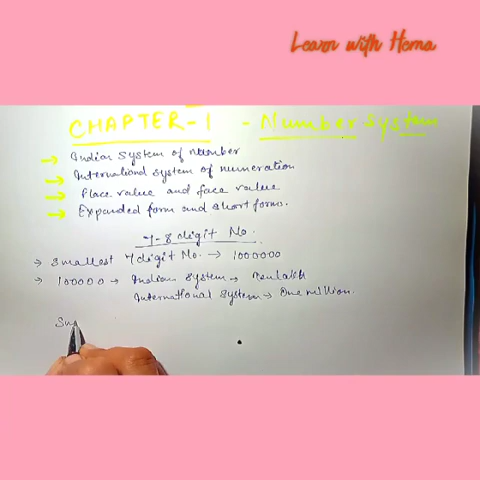 Learn with Hema
CHAPTER-1 - Number System
→ Indian System of Number
→ International system of numeration
→ Place value and face value
→ Expanded form and short forms.
7-8 digit No.
→ Smallest 7 digit No. → 1000000
→ 100000 → Indian System → Tenlakh
International System → One million.